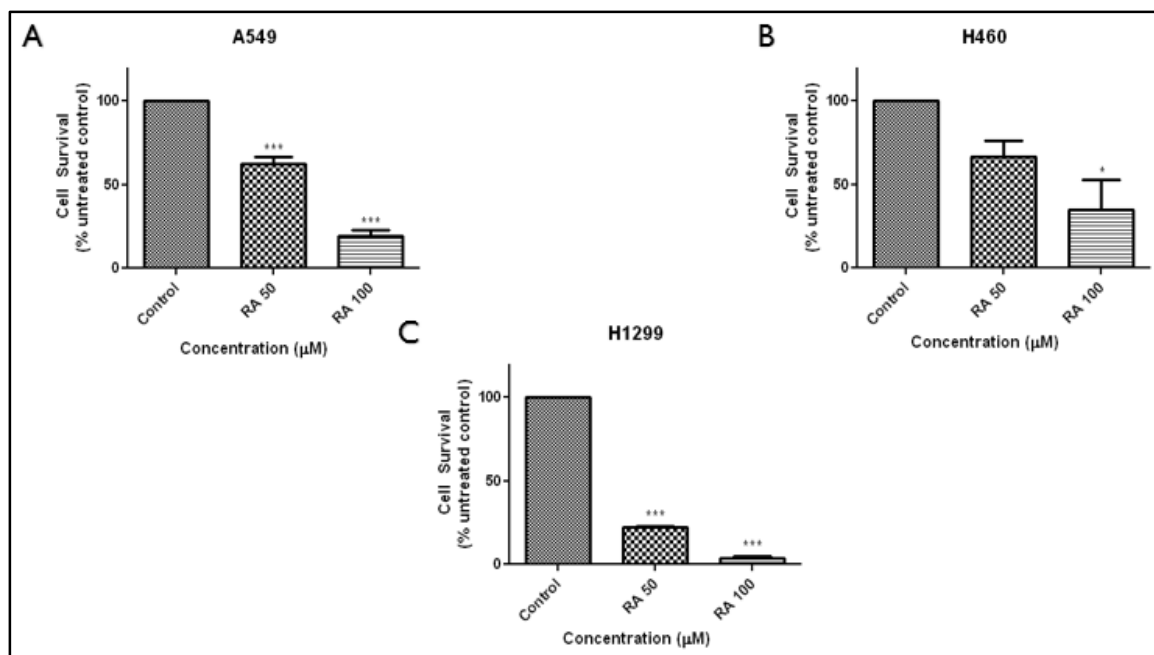 A
A549
Cell Survival
(% untreated control)
100
50
0
***
***
Control
RA 50
RA 100
Concentration (µM)
B
H460
Cell Survival
(% untreated control)
100
50
0
*
Control
RA 50
RA 100
Concentration (µM)
C
H1299
Cell Survival
(% untreated control)
100
50
0
***
***
Control
RA 50
RA 100
Concentration (µM)